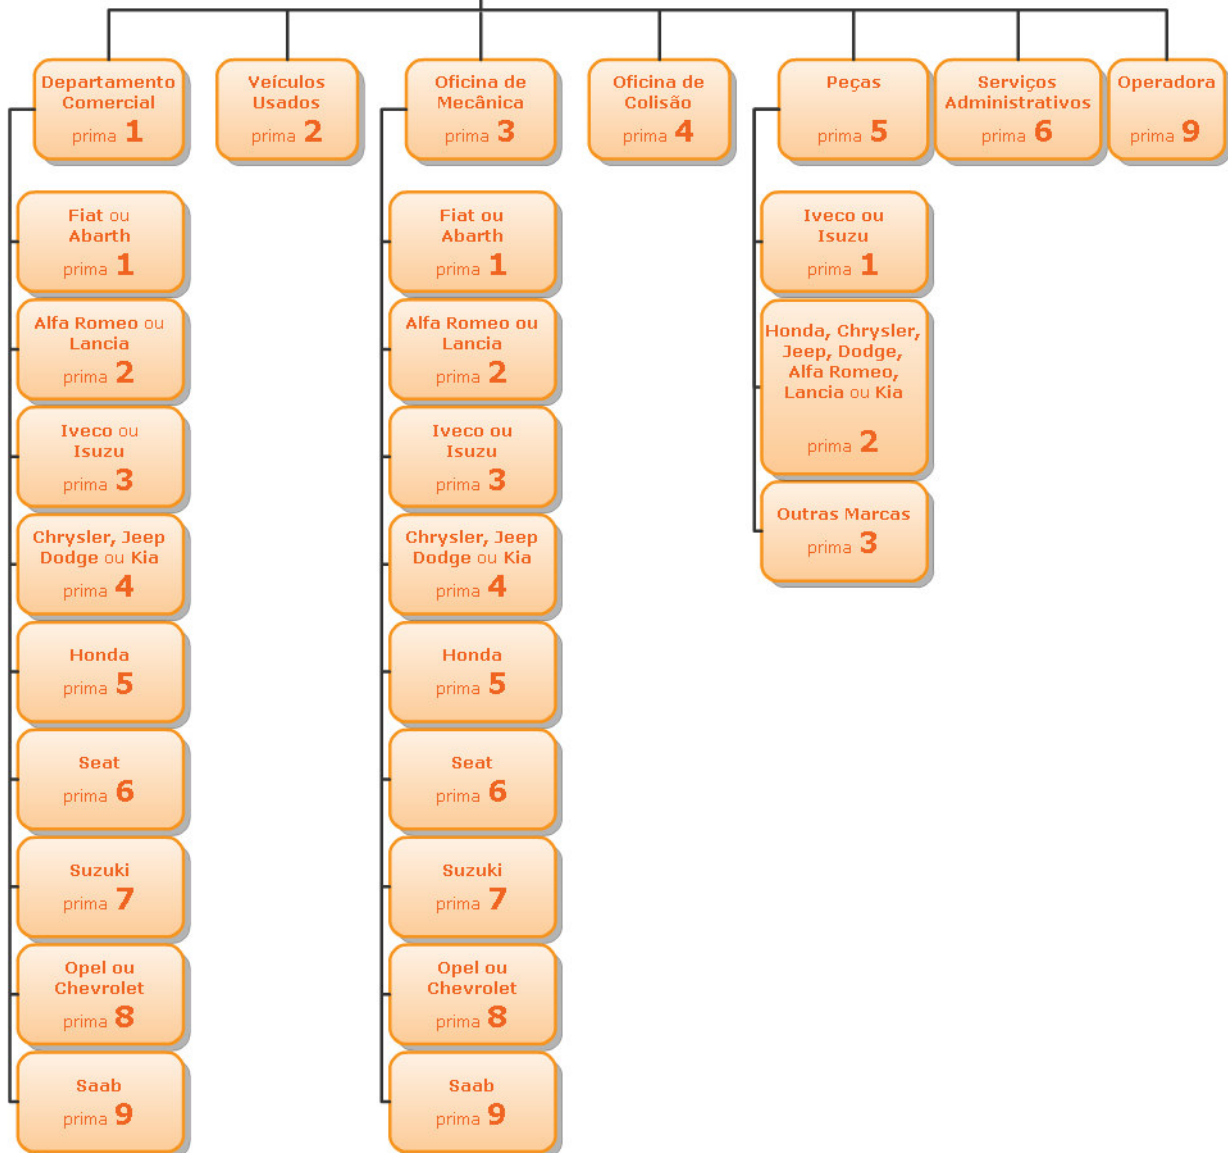 Departamento
Comercial
prima 1
Veículos
Usados
prima 2
Oficina de
Mecânica
prima 3
Oficina de
Colisão
prima 4
Peças
prima 5
Serviços
Administrativos
prima 6
Operadora
prima 9
Fiat ou
Abarth
prima 1
Alfa Romeo ou
Lancia
prima 2
Iveco ou
Isuzu
prima 3
Chrysler, Jeep
Dodge ou Kia
prima 4
Honda
prima 5
Seat
prima 6
Suzuki
prima 7
Opel ou
Chevrolet
prima 8
Saab
prima 9
Fiat ou
Abarth
prima 1
Alfa Romeo ou
Lancia
prima 2
Iveco ou
Isuzu
prima 3
Chrysler, Jeep
Dodge ou Kia
prima 4
Honda
prima 5
Seat
prima 6
Suzuki
prima 7
Opel ou
Chevrolet
prima 8
Saab
prima 9
Iveco ou
Isuzu
prima 1
Honda, Chrysler,
Jeep, Dodge,
Alfa Romeo,
Lancia ou Kia
prima 2
Outras Marcas
prima 3